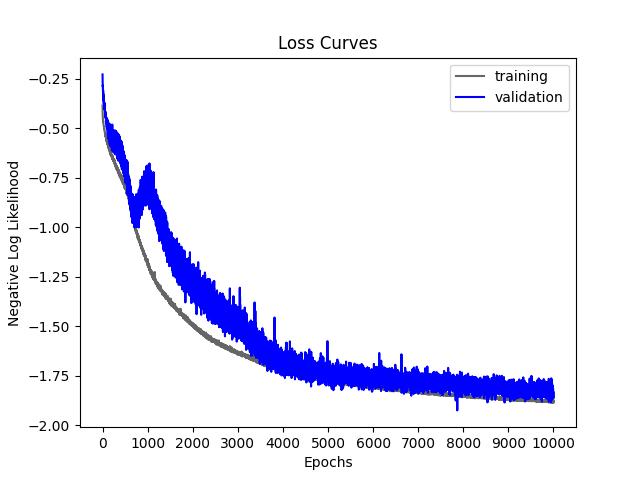 Loss Curves
training
validation
Negative Log Likelihood
−0.25
−0.50
−0.75
−1.00
−1.25
−1.50
−1.75
−2.00
0 1000 2000 3000 4000 5000 6000 7000 8000 9000 10000
Epochs